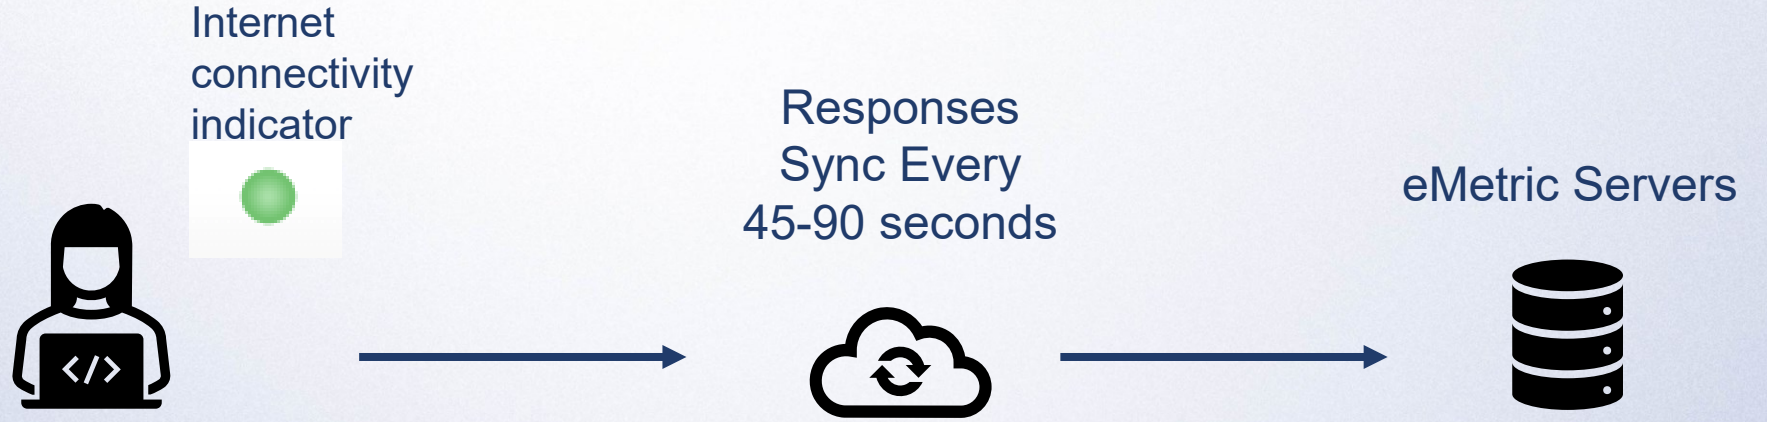 Internet
connectivity
indicator
Responses
Sync Every
45-90 seconds
eMetric Servers
</>